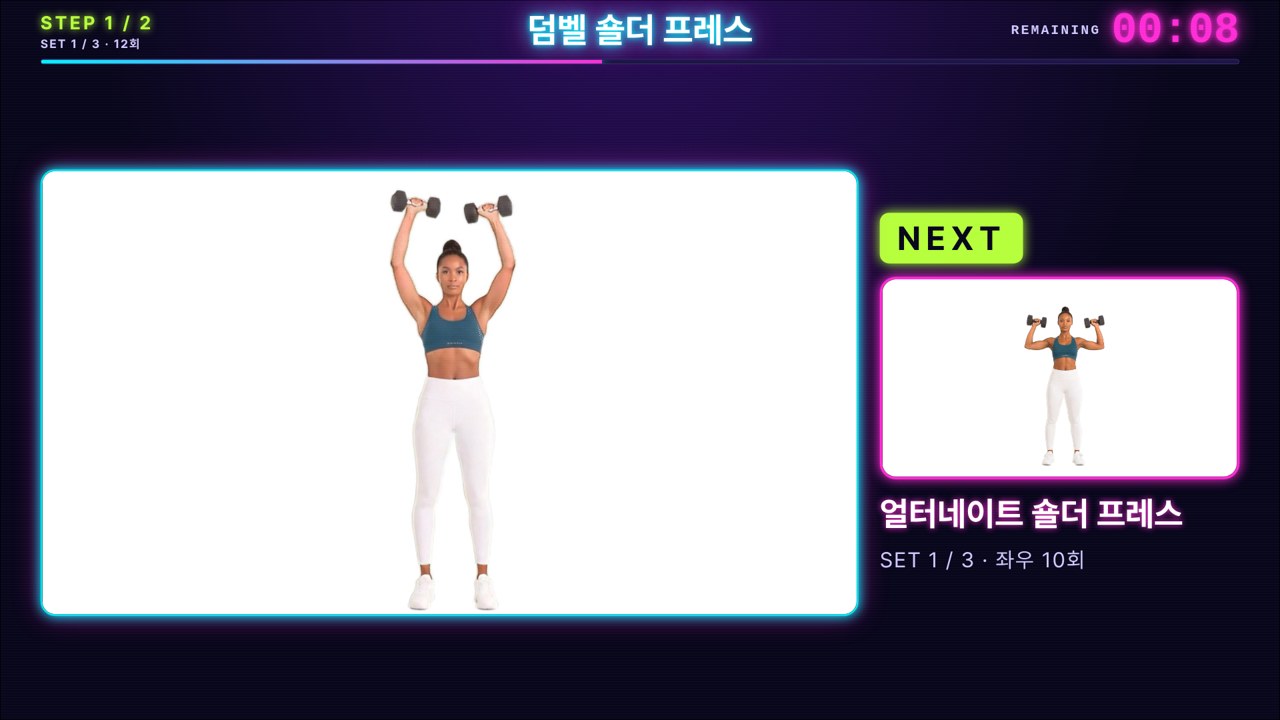 STEP 1 / 2
SET 1 / 3 · 12회
덤벨 숄더 프레스
REMAINING 00:08
NEXT
얼터네이트 숄더 프레스
SET 1 / 3 · 좌우 10회